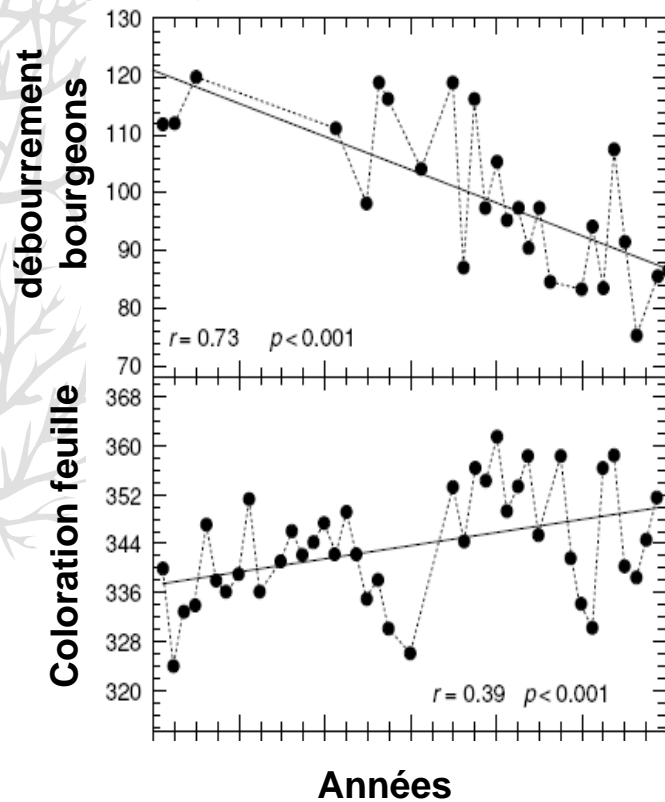 débourrement
bourgeons
130
120
110
100
90
80
70
r = 0.73 p < 0.001
Coloration feuille
368
360
352
344
336
328
320
r = 0.39 p < 0.001
Années